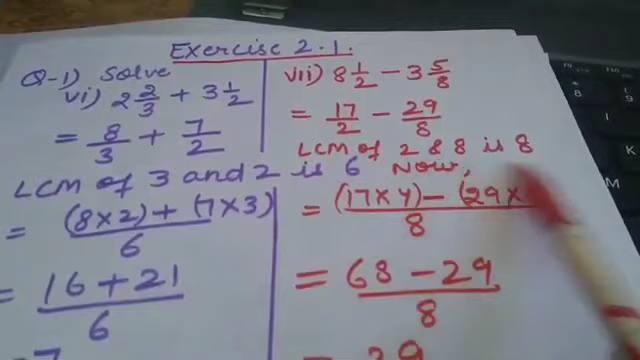 Exercise 2.1.
Q-1) Solve
vi) 2 2/3 + 3 1/2
= 8/3 + 7/2
LCM of 3 and 2 is 6
= (8×2) + (7×3) / 6
= 16 + 21 / 6
vii) 8 1/2 − 3 5/8
= 17/2 − 29/8
LCM of 2 & 8 is 8
Now,
= (17×4) − (29×
8
= 68 − 29 / 8
= 39